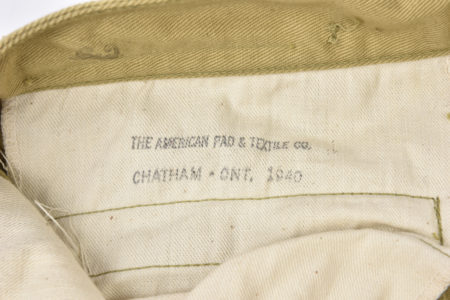 THE AMERICAN PAD & TEXTILE CO.
CHATHAM • ONT. 1940